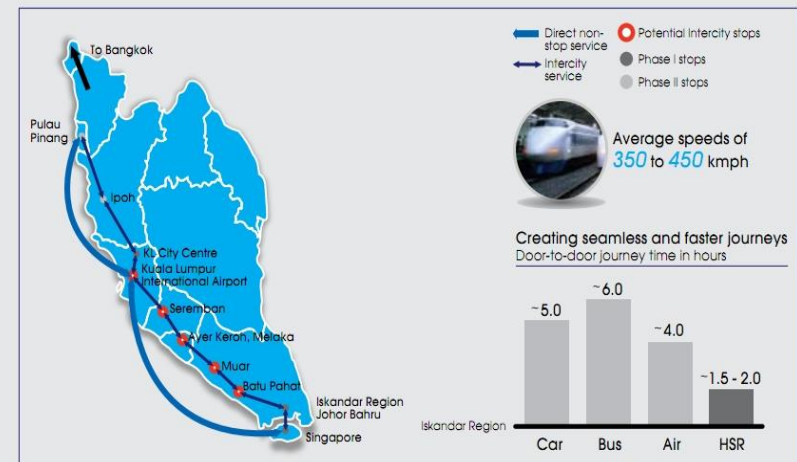 To Bangkok
Pulau
Pinang
Ipoh
KL City Centre
Kuala Lumpur
International Airport
Seremban
Ayer Keroh, Melaka
Muar
Batu Pahat
Iskandar Region
Johor Bahru
Singapore
Direct non-
stop service
Intercity
service
Potential Intercity stops
Phase I stops
Phase II stops
Average speeds of
350 to 450 kmph
Creating seamless and faster journeys
Door-to-door journey time in hours
~5.0
~6.0
~4.0
~1.5 - 2.0
Iskandar Region
Car
Bus
Air
HSR